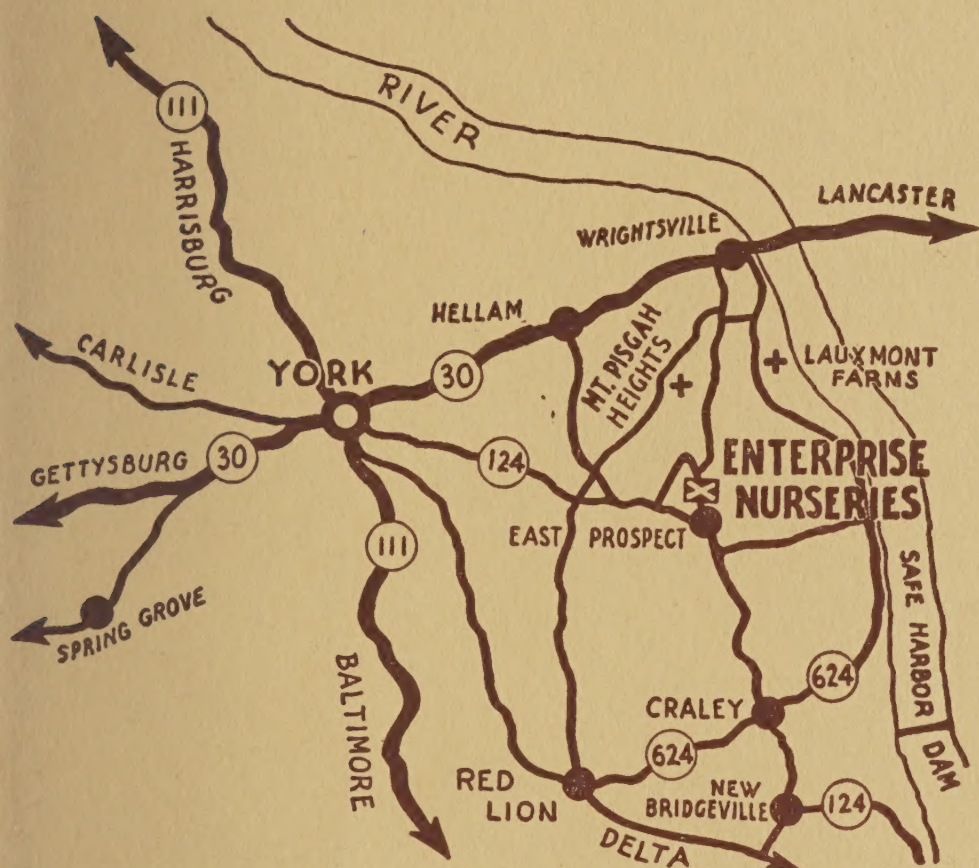 RIVER
111
HARRISBURG
LANCASTER
WRIGHTSVILLE
HELLAM
CARLISLE
YORK
30
MT. PISGAH
HEIGHTS
LAUXMONT
FARMS
GETTYSBURG
30
124
ENTERPRISE
NURSERIES
X
EAST PROSPECT
111
SPRING GROVE
SAFE HARBOR DAM
BALTIMORE
624
CRALEY
624
RED
LION
NEW
BRIDGEVILLE
124
DELTA